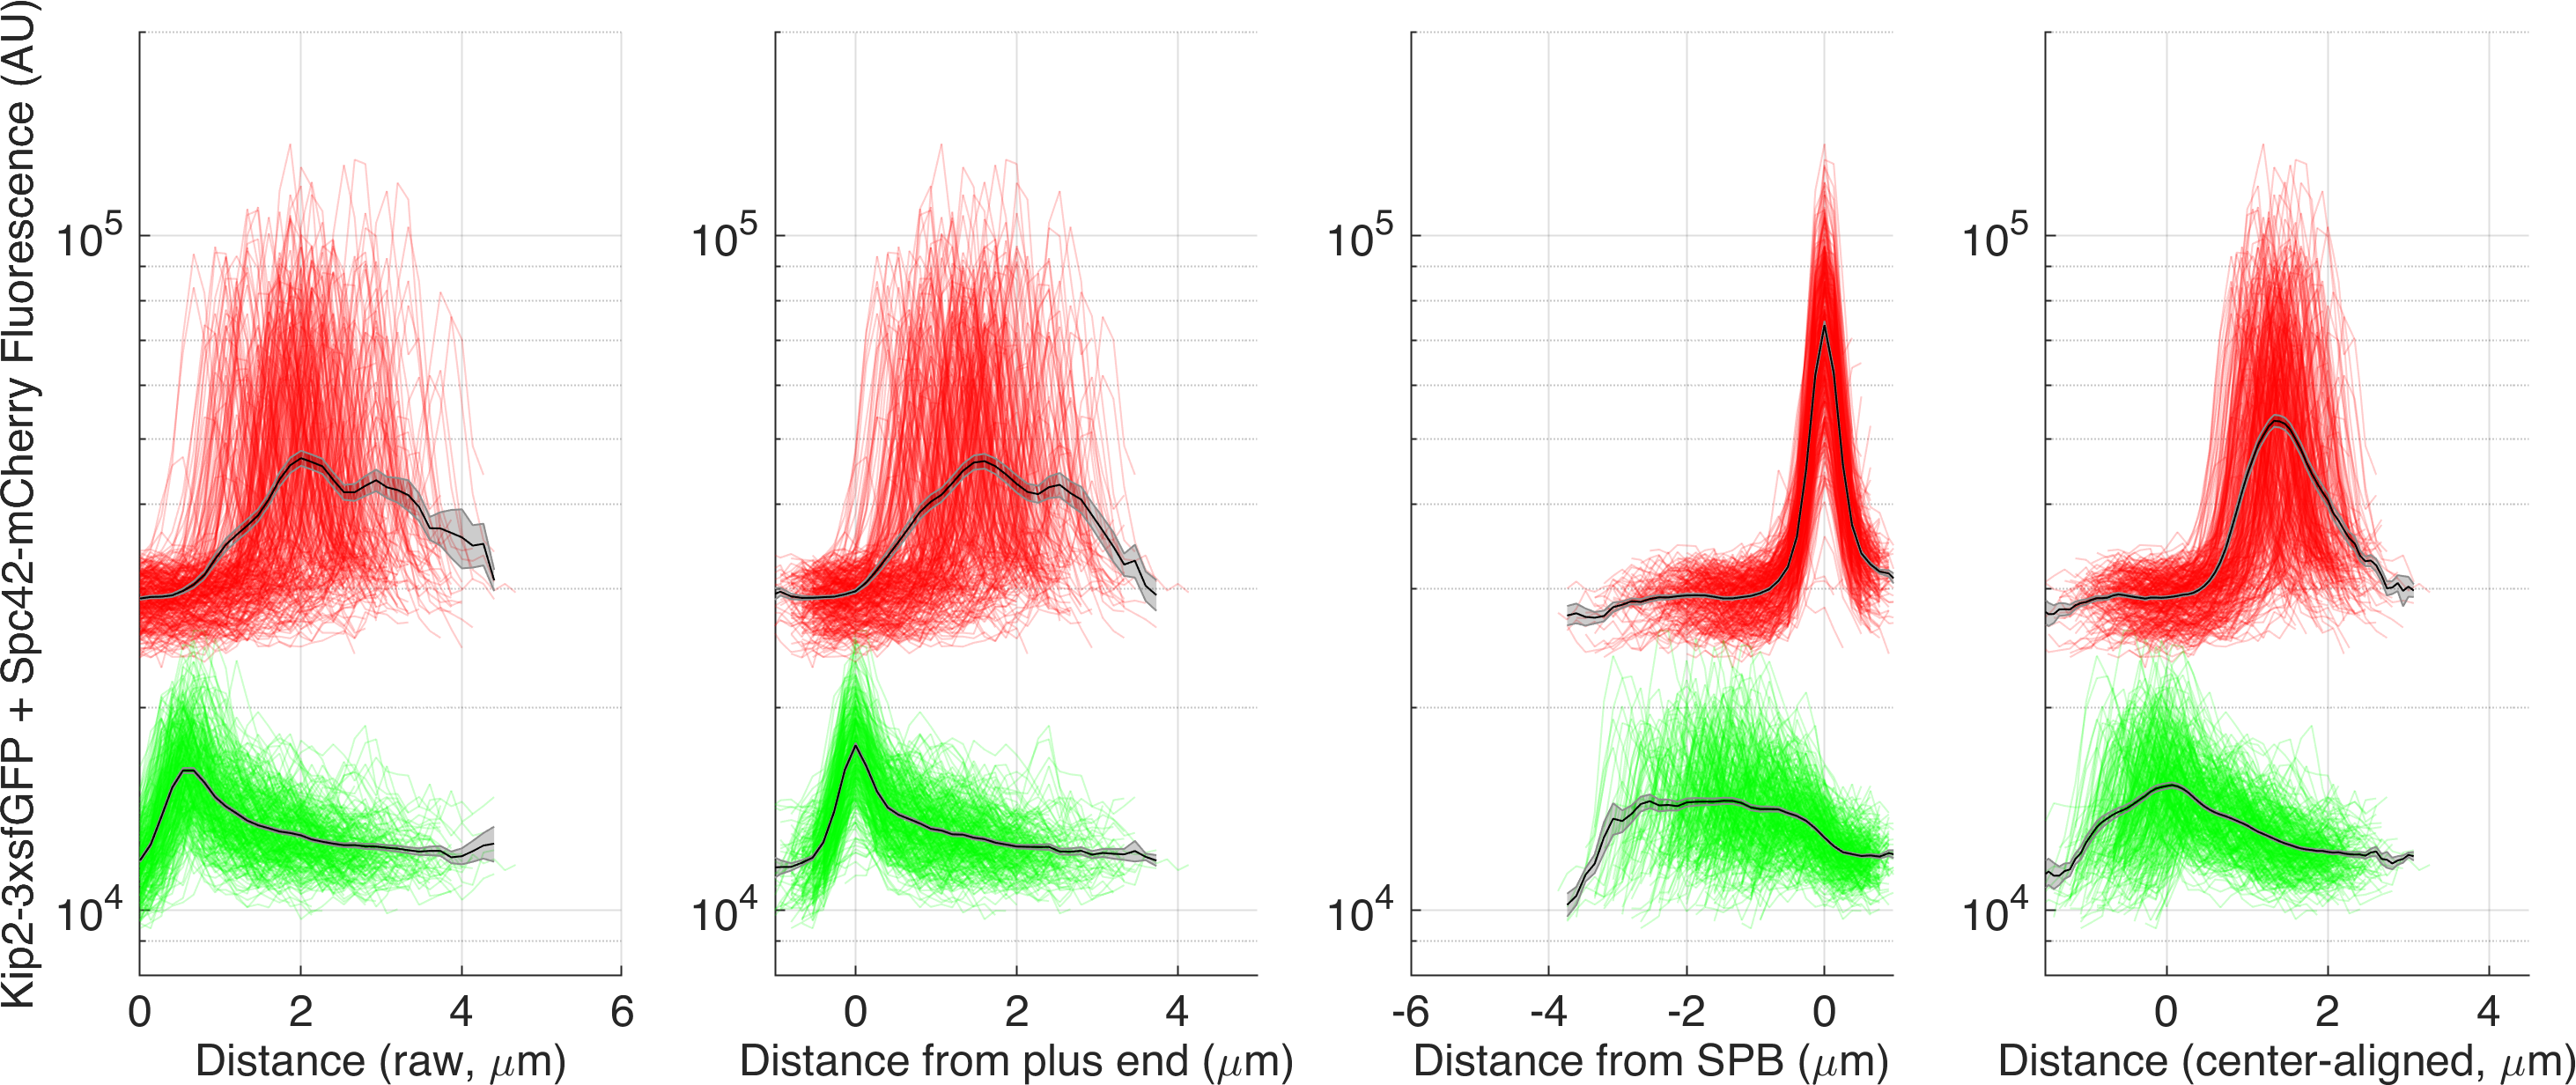 Kip2-3xsfGFP + Spc42-mCherry Fluorescence (AU)
10^5
10^4
0 2 4 6
Distance (raw, μm)
10^5
10^4
0 2 4
Distance from plus end (μm)
10^5
10^4
-6 -4 -2 0
Distance from SPB (μm)
10^5
10^4
0 2 4
Distance (center-aligned, μm)